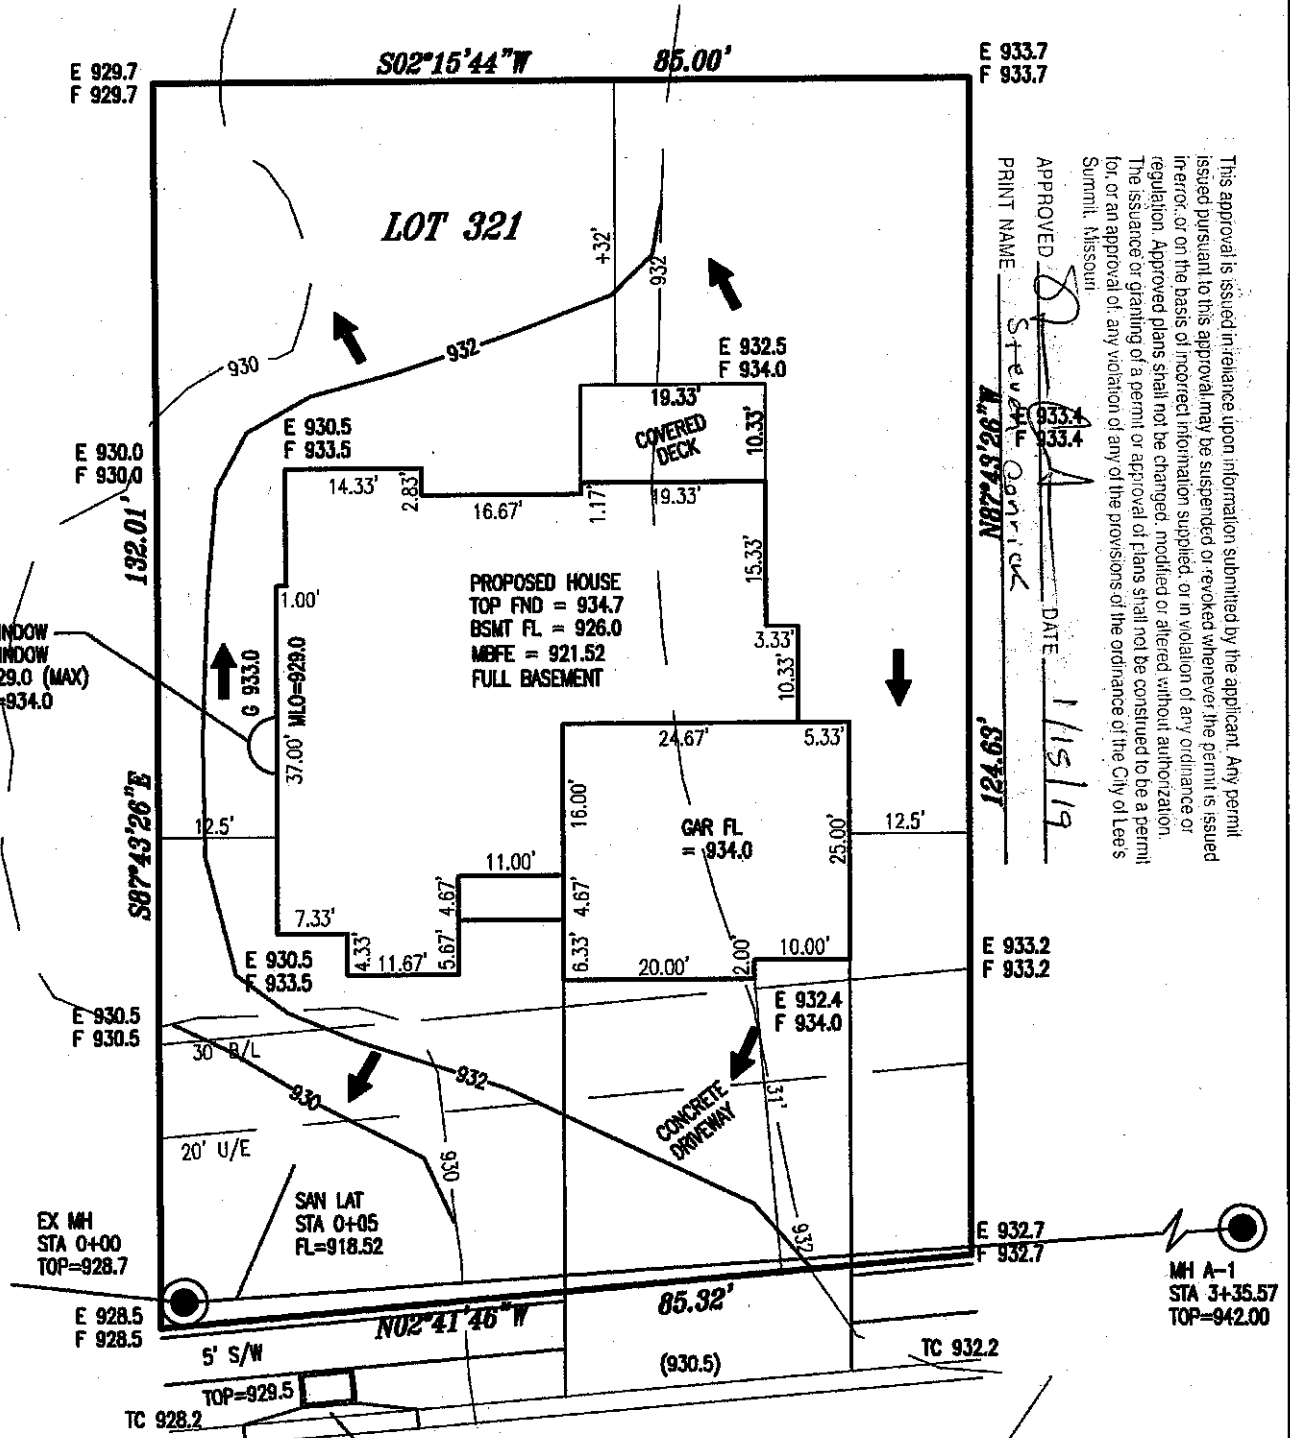 S02°15'44"W 85.00'
E 929.7
F 929.7
E 933.7
F 933.7
LOT 321
+32'
932
932
930
E 932.5
F 934.0
19.33'
COVERED
DECK
10.33'
E 930.5
F 933.5
E 930.0
F 930.0
14.33'
2.83'
16.67'
1.17'
19.33'
15.33'
132.01'
S87°43'26"E
1.00'
PROPOSED HOUSE
TOP FND = 934.7
BSMT FL = 926.0
MBFE = 921.52
FULL BASEMENT
INDOW
INDOW
29.0 (MAX)
=934.0
G 933.0
MLO=929.0
37.00'
3.33'
10.33'
24.67'
5.33'
16.00'
GAR FL
= 934.0
25.00'
12.5'
12.5'
11.00'
4.67'
4.67'
7.33'
4.33'
11.67'
5.67'
6.33'
20.00'
2.00'
10.00'
E 930.5
F 933.5
E 933.2
F 933.2
E 932.4
F 934.0
E 930.5
F 930.5
30' B/L
930
932
CONCRETE
DRIVEWAY
31'
20' U/E
930
932
SAN LAT
STA 0+05
FL=918.52
EX MH
STA 0+00
TOP=928.7
E 928.5
F 928.5
E 932.7
F 932.7
MH A-1
STA 3+35.57
TOP=942.00
N02°41'46"W
85.32'
5' S/W
(930.5)
TC 932.2
TOP=929.5
TC 928.2
N87°43'26"W
124.63'
E 933.4
F 933.4
This approval is issued in reliance upon information submitted by the applicant. Any permit
issued pursuant to this approval may be suspended or revoked whenever the permit is issued
in error, or on the basis of incorrect information supplied, or in violation of any ordinance or
regulation. Approved plans shall not be changed, modified or altered without authorization.
The issuance or granting of a permit or approval of plans shall not be construed to be a permit
for, or an approval of, any violation of any of the provisions of the ordinance of the City of Lee's
Summit, Missouri
APPROVED DATE 1/15/19
PRINT NAME Steven